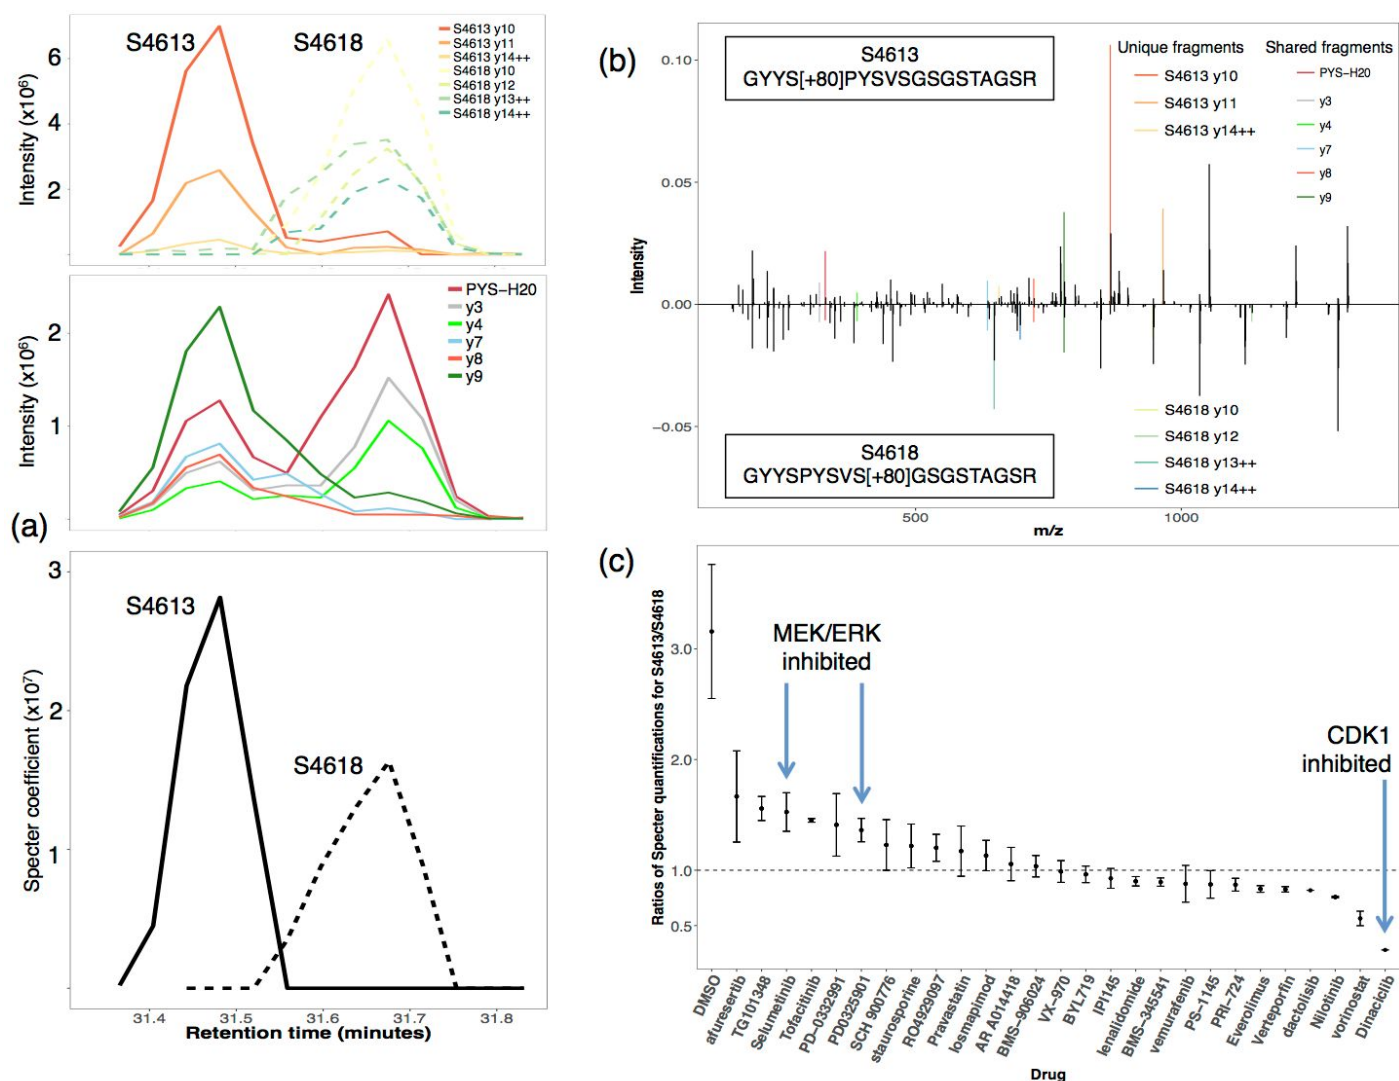 S4613
S4618
S4613 y10
S4613 y11
S4613 y14++
S4618 y10
S4618 y12
S4618 y13++
S4618 y14++
Intensity (x10⁶)
6
4
2
PYS-H20
y3
y4
y7
y8
y9
Intensity (x10⁶)
2
1
(a)
S4613
S4618
Specter coefficient (x10⁷)
3
2
1
31.4
31.5
31.6
31.7
31.8
Retention time (minutes)
(b)
S4613
GYYS[+80]PYSVSGSGSTAGSR
Unique fragments
S4613 y10
S4613 y11
S4613 y14++
Shared fragments
PYS-H20
y3
y4
y7
y8
y9
Intensity
0.10
0.05
0.00
−0.05
S4618
GYYSPYSVS[+80]GSGSTAGSR
S4618 y10
S4618 y12
S4618 y13++
S4618 y14++
500
1000
m/z
(c)
Ratios of Specter quantifications for S4613/S4618
3.0
2.0
1.0
0.5
MEK/ERK
inhibited
CDK1
inhibited
DMSO
afuresertib
TG101348
Selumetinib
Tofacitinib
PD-0332991
PD0325901
SCH 900776
staurosporine
RO4929097
Pravastatin
losmapimod
AR A014418
BMS-906024
VX-970
BYL719
IPI145
lenalidomide
BMS-345541
vemurafenib
PS-1145
PRI-724
Everolimus
Verteporfin
dactolisib
Nilotinib
vorinostat
Dinaciclib
Drug